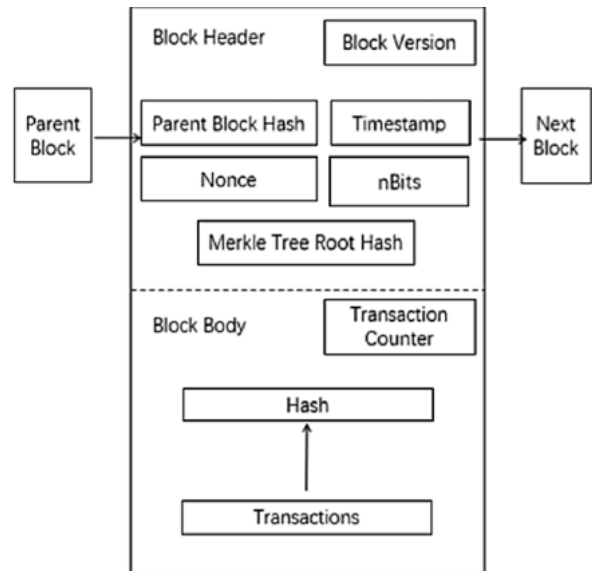 Block Header
Block Version
Parent
Block
Parent Block Hash
Timestamp
Next
Block
Nonce
nBits
Merkle Tree Root Hash
Block Body
Transaction
Counter
Hash
Transactions